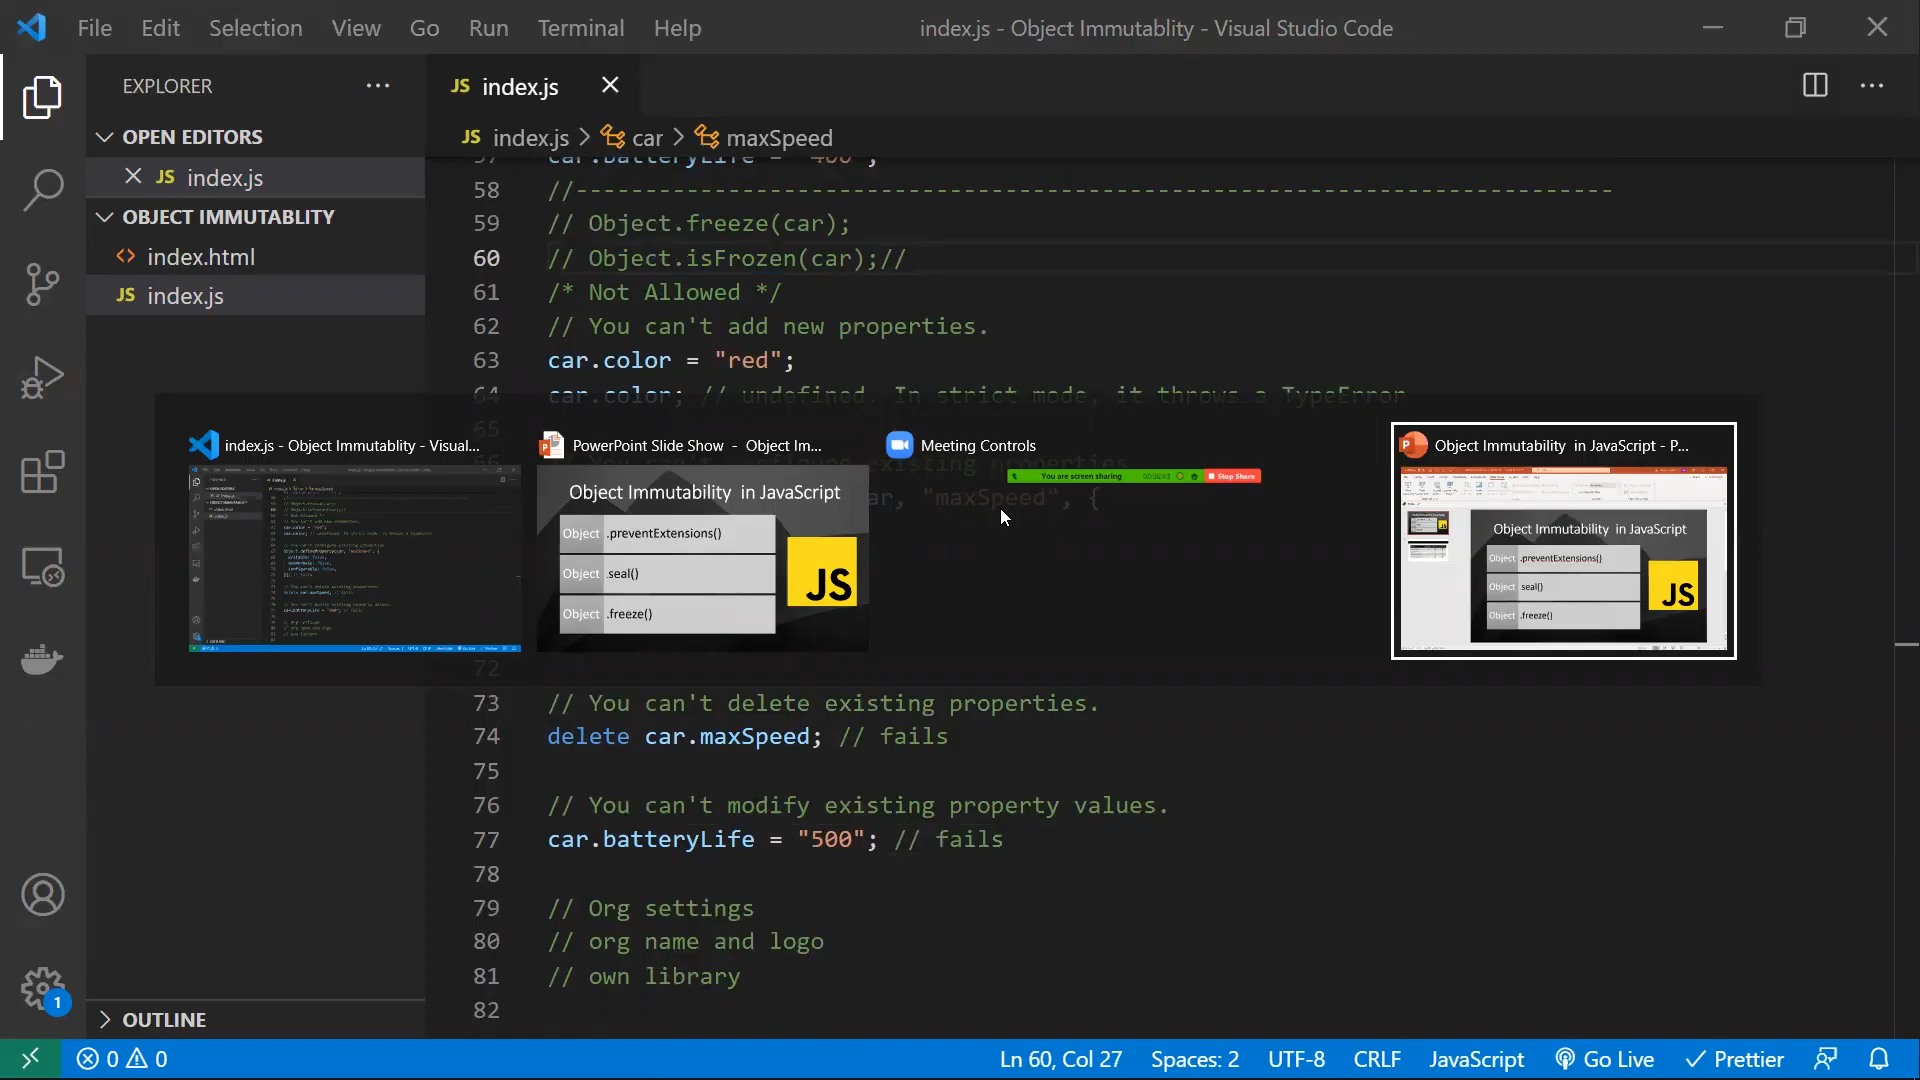 File Edit Selection View Go Run Terminal Help
index.js - Object Immutablity - Visual Studio Code
EXPLORER
OPEN EDITORS
JS index.js
OBJECT IMMUTABLITY
<> index.html
JS index.js
OUTLINE
JS index.js
JS index.js > car > maxSpeed
57 car.batteryLife = "400";
58 //---------------------------------------------------------------------------
59 // Object.freeze(car);
60 // Object.isFrozen(car);//
61 /* Not Allowed */
62 // You can't add new properties.
63 car.color = "red";
64 car.color; // undefined. In strict mode, it throws a TypeError
65
index.js - Object Immutablity - Visual...
PowerPoint Slide Show - Object Im...
Object Immutability in JavaScript
Object .preventExtensions()
Object .seal()
Object .freeze()
JS
Meeting Controls
You are screen sharing
Stop Share
configure existing properties
car, "maxSpeed", {
Object Immutability in JavaScript - P...
Object Immutability in JavaScript
Object .preventExtensions()
Object .seal()
Object .freeze()
JS
72
73 // You can't delete existing properties.
74 delete car.maxSpeed; // fails
75
76 // You can't modify existing property values.
77 car.batteryLife = "500"; // fails
78
79 // Org settings
80 // org name and logo
81 // own library
82
1
0 0 Ln 60, Col 27 Spaces: 2 UTF-8 CRLF JavaScript Go Live Prettier